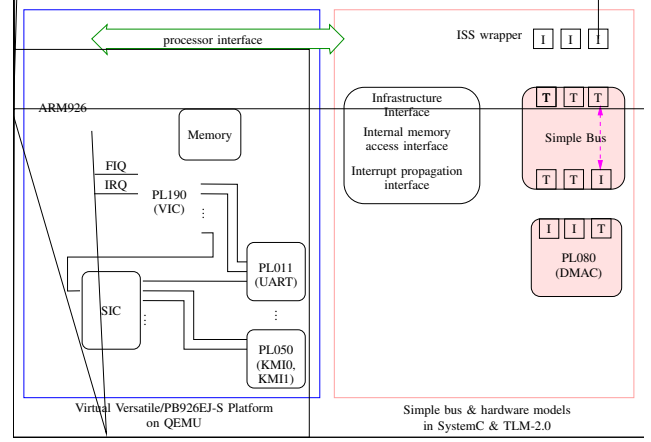 processor interface
ISS wrapper
I I I
ARM926
Memory
Infrastructure
Interface
Internal memory
access interface
Interrupt propagation
interface
T T T
Simple Bus
T T I
FIQ
IRQ
PL190
(VIC)
I I T
PL080
(DMAC)
PL011
(UART)
SIC
PL050
(KMI0,
KMI1)
Virtual Versatile/PB926EJ-S Platform
on QEMU
Simple bus & hardware models
in SystemC & TLM-2.0